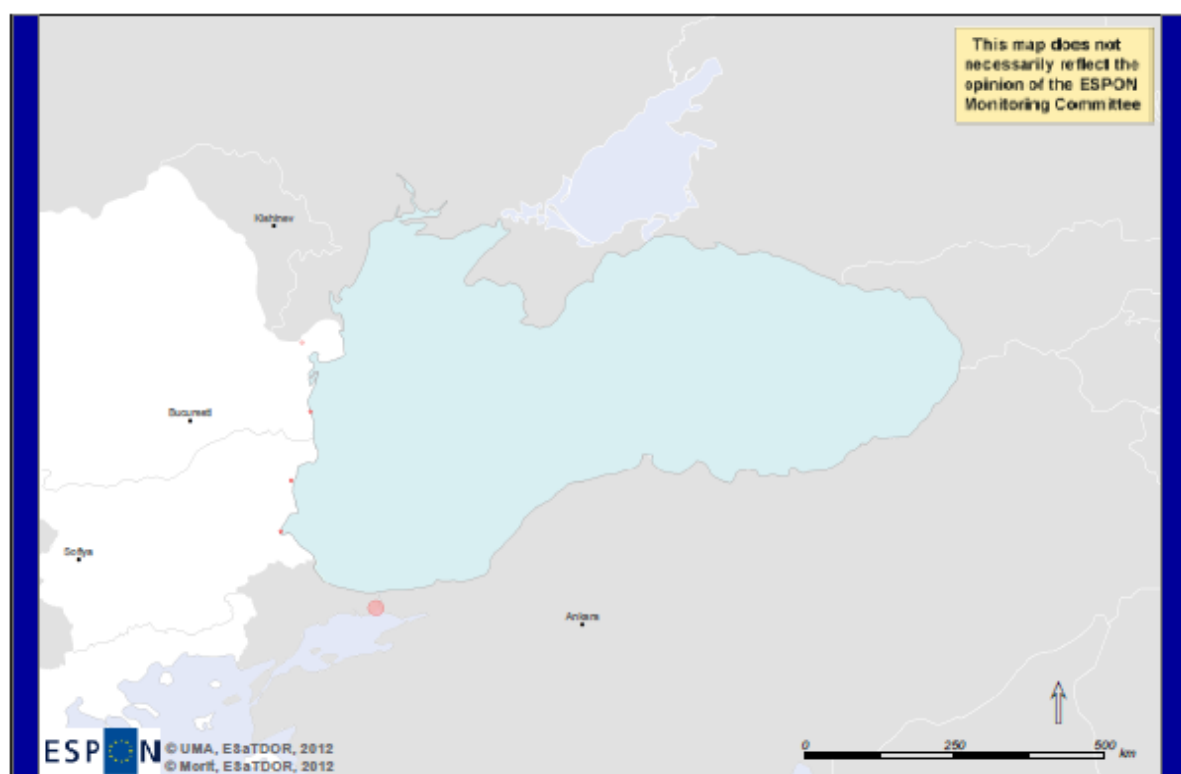 This map does not
necessarily reflect the
opinion of the ESPON
Monitoring Committee
Kishinev
Bucuresti
Sofiya
Ankara
ESPON
© UMA, ESaTDOR, 2012
© Morit, ESaTDOR, 2012
0 250 500
km